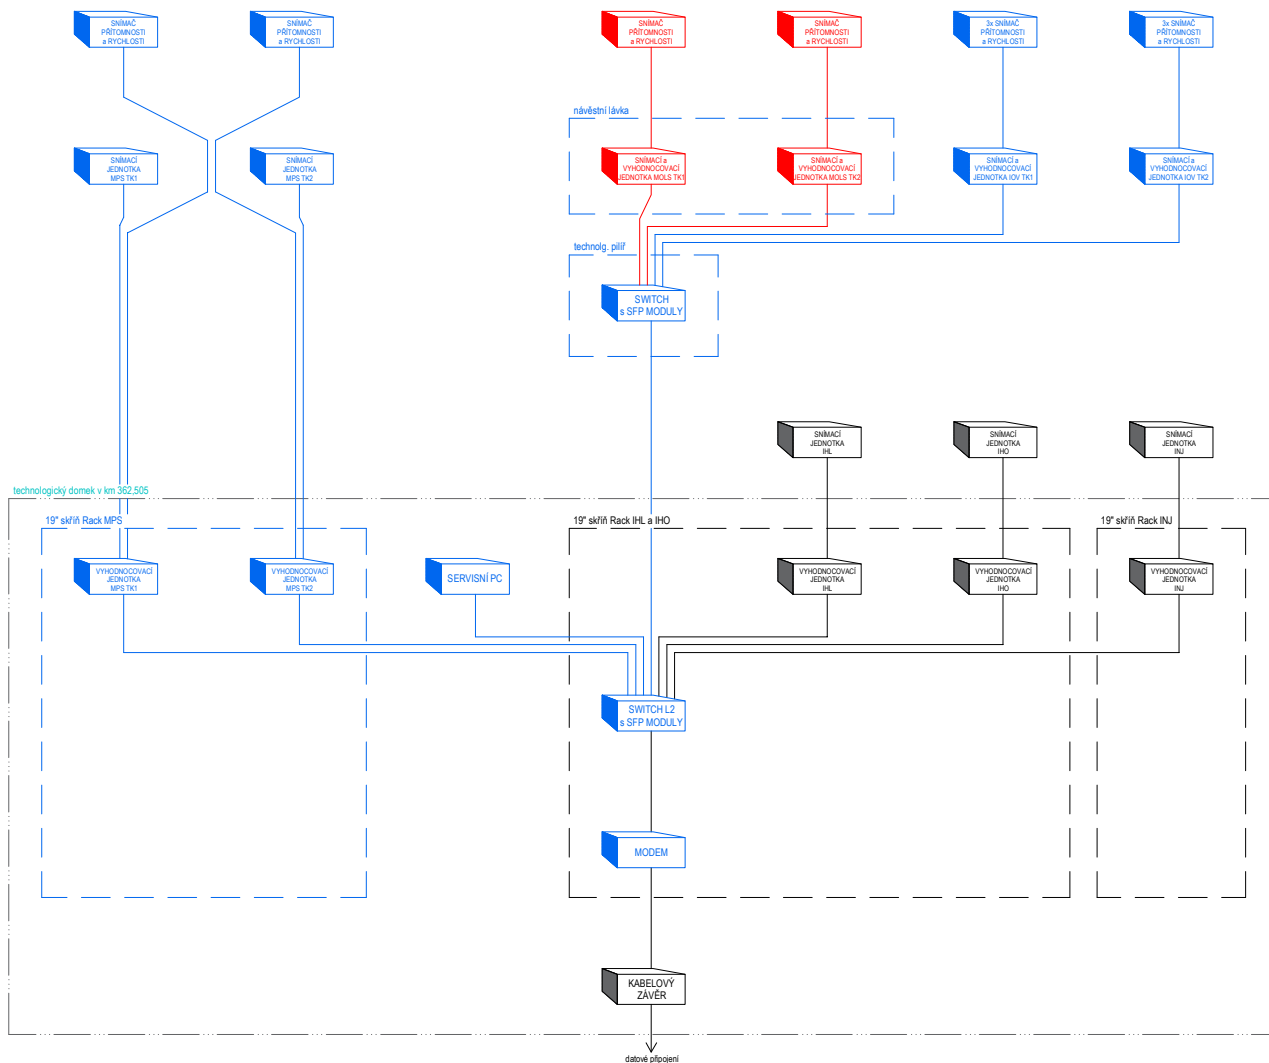 SNÍMAČ
PŘÍTOMNOSTI
a RYCHLOSTI
SNÍMAČ
PŘÍTOMNOSTI
a RYCHLOSTI
SNÍMAČ
PŘÍTOMNOSTI
a RYCHLOSTI
SNÍMAČ
PŘÍTOMNOSTI
a RYCHLOSTI
3x SNÍMAČ
PŘÍTOMNOSTI
a RYCHLOSTI
3x SNÍMAČ
PŘÍTOMNOSTI
a RYCHLOSTI
návěstní lávka
SNÍMACÍ
JEDNOTKA
MPS TK1
SNÍMACÍ
JEDNOTKA
MPS TK2
SNÍMACÍ a
VYHODNOCOVACÍ
JEDNOTKA MOLS TK1
SNÍMACÍ a
VYHODNOCOVACÍ
JEDNOTKA MOLS TK2
SNÍMACÍ a
VYHODNOCOVACÍ
JEDNOTKA IOV TK1
SNÍMACÍ a
VYHODNOCOVACÍ
JEDNOTKA IOV TK2
technolg. pilíř
SWITCH
s SFP MODULY
SNÍMACÍ
JEDNOTKA
IHL
SNÍMACÍ
JEDNOTKA
IHO
SNÍMACÍ
JEDNOTKA
INJ
technologický domek v km 362,505
19" skříň Rack MPS
19" skříň Rack IHL a IHO
19" skříň Rack INJ
VYHODNOCOVACÍ
JEDNOTKA
MPS TK1
VYHODNOCOVACÍ
JEDNOTKA
MPS TK2
SERVISNÍ PC
VYHODNOCOVACÍ
JEDNOTKA
IHL
VYHODNOCOVACÍ
JEDNOTKA
IHO
VYHODNOCOVACÍ
JEDNOTKA
INJ
SWITCH L2
s SFP MODULY
MODEM
KABELOVÝ
ZÁVĚR
datové připojení